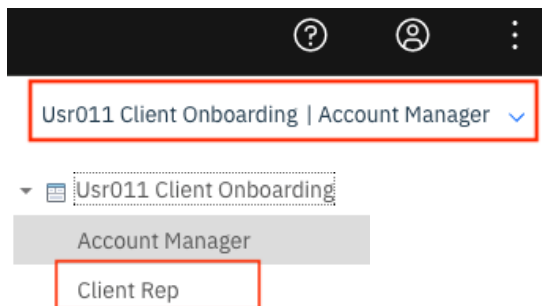 Usr011 Client Onboarding | Account Manager
Usr011 Client Onboarding
Account Manager
Client Rep